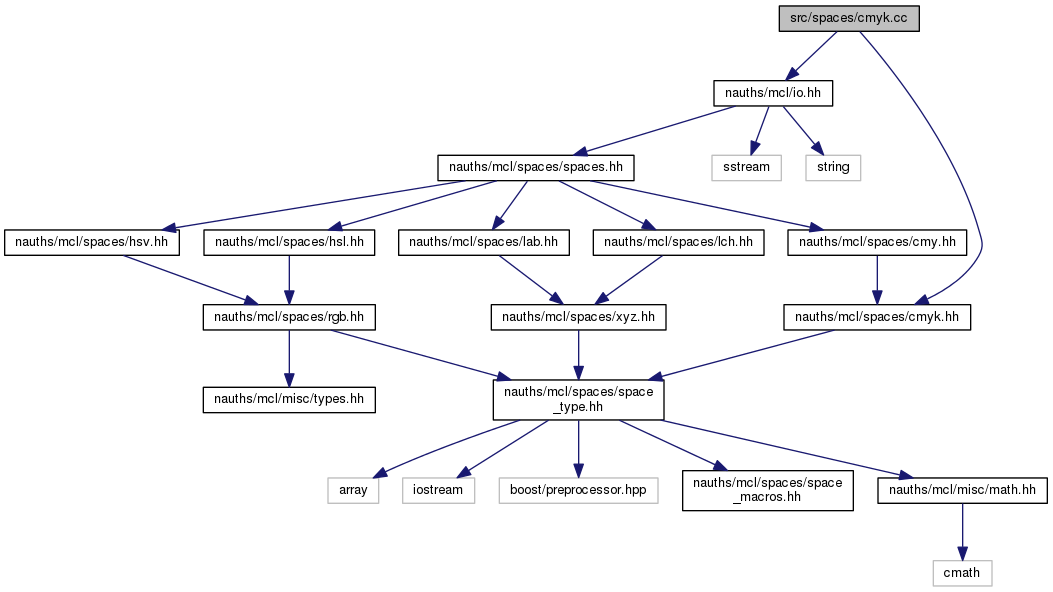 src/spaces/cmyk.cc
nauths/mcl/io.hh
nauths/mcl/spaces/spaces.hh
sstream
string
nauths/mcl/spaces/hsv.hh
nauths/mcl/spaces/hsl.hh
nauths/mcl/spaces/lab.hh
nauths/mcl/spaces/lch.hh
nauths/mcl/spaces/cmy.hh
nauths/mcl/spaces/rgb.hh
nauths/mcl/spaces/xyz.hh
nauths/mcl/spaces/cmyk.hh
nauths/mcl/misc/types.hh
nauths/mcl/spaces/space
_type.hh
array
iostream
boost/preprocessor.hpp
nauths/mcl/spaces/space
_macros.hh
nauths/mcl/misc/math.hh
cmath